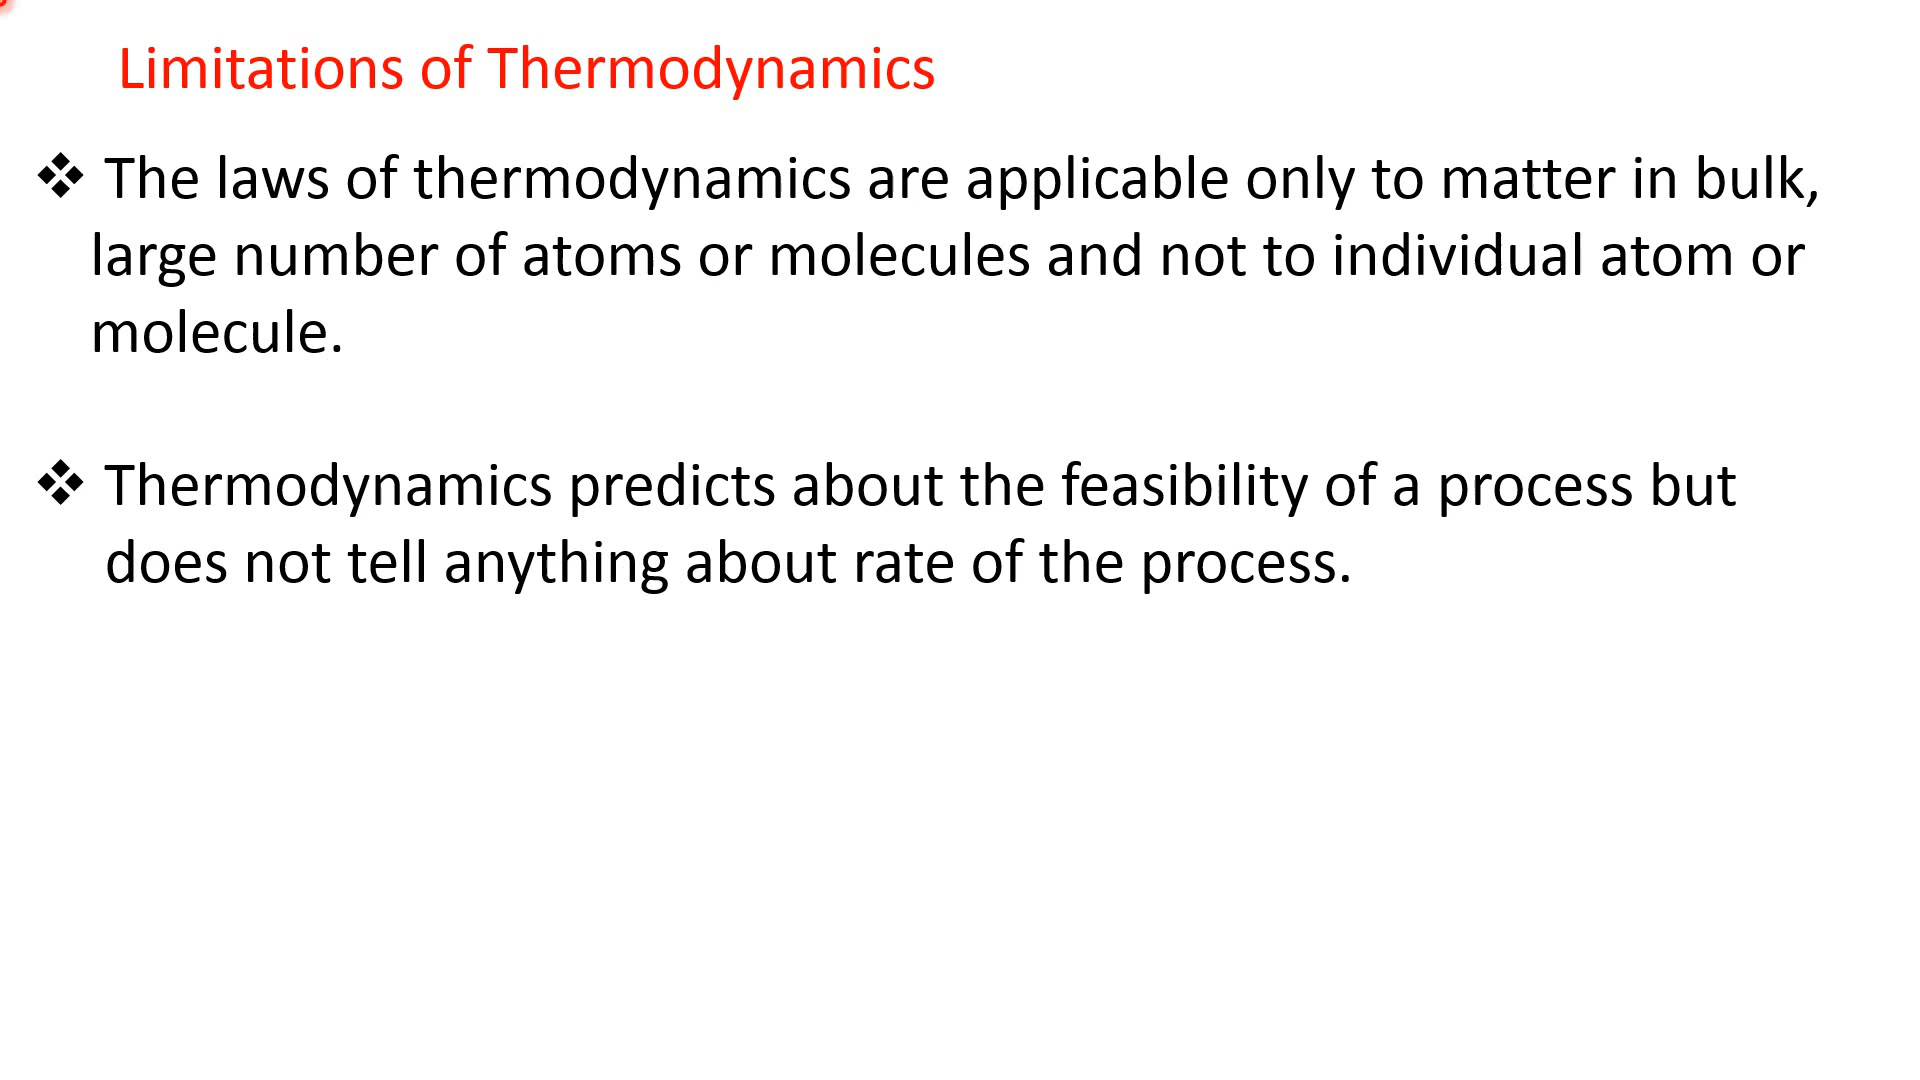 Limitations of Thermodynamics
❖ The laws of thermodynamics are applicable only to matter in bulk,
large number of atoms or molecules and not to individual atom or
molecule.
❖ Thermodynamics predicts about the feasibility of a process but
does not tell anything about rate of the process.